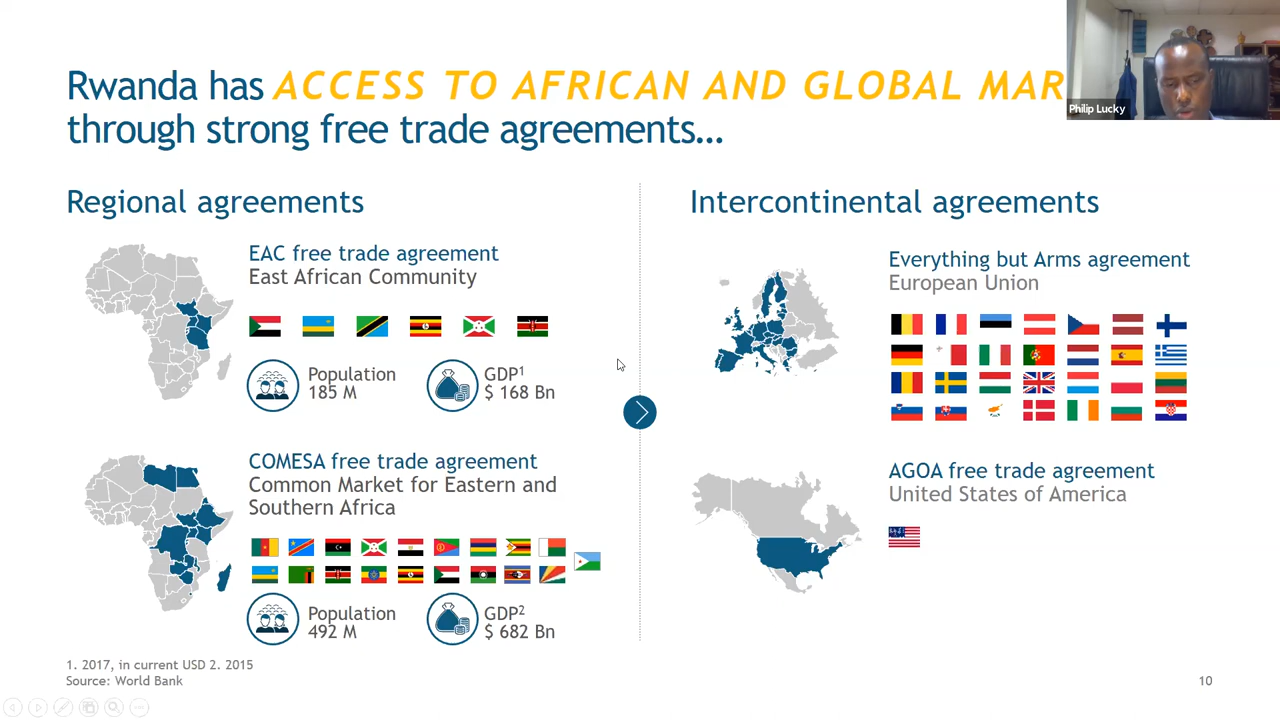 Rwanda has ACCESS TO AFRICAN AND GLOBAL MAR
through strong free trade agreements...
Philip Lucky
Regional agreements
EAC free trade agreement
East African Community
Population
185 M
GDP1
$ 168 Bn
COMESA free trade agreement
Common Market for Eastern and
Southern Africa
Population
492 M
GDP2
$ 682 Bn
Intercontinental agreements
Everything but Arms agreement
European Union
AGOA free trade agreement
United States of America
1. 2017, in current USD 2. 2015
Source: World Bank
10